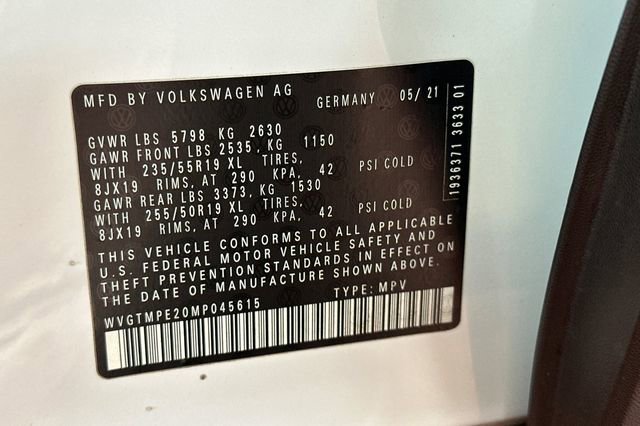 MFD BY VOLKSWAGEN AG GERMANY 05/21
GVWR LBS 5798 KG 2630
GAWR FRONT LBS 2535, KG 1150
WITH 235/55R19 XL TIRES,
8JX19 RIMS, AT 290 KPA, 42 PSI COLD
GAWR REAR LBS 3373, KG 1530
WITH 255/50R19 XL TIRES,
8JX19 RIMS, AT 290 KPA, 42 PSI COLD
THIS VEHICLE CONFORMS TO ALL APPLICABLE
U.S. FEDERAL MOTOR VEHICLE SAFETY AND
THEFT PREVENTION STANDARDS IN EFFECT ON
THE DATE OF MANUFACTURE SHOWN ABOVE.
WVGTMPE20MP045615 TYPE: MPV
1936371 3633 01